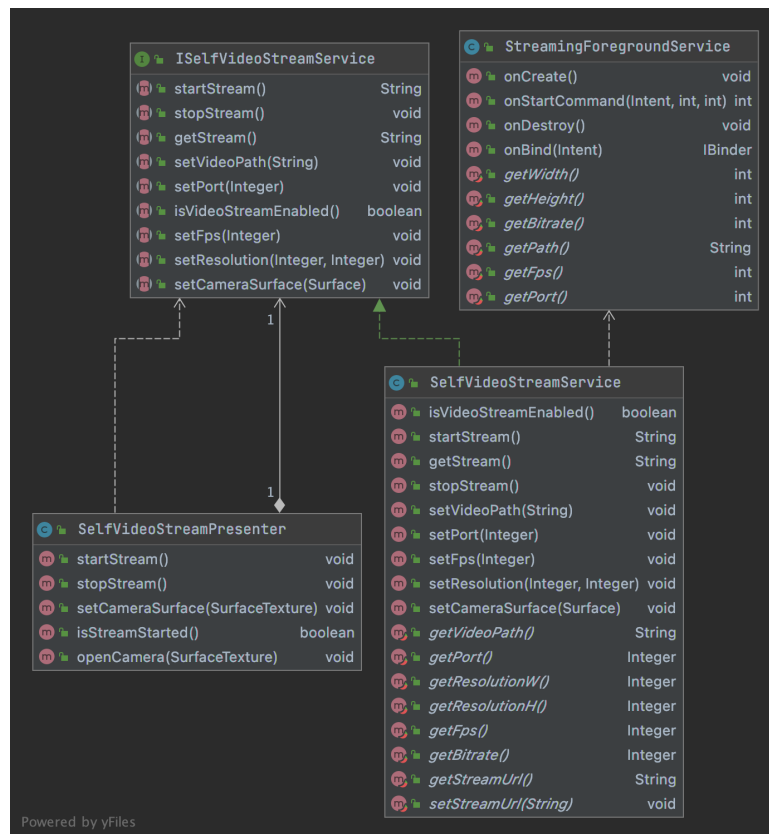 ISelfVideoStreamService
startStream() String
stopStream() void
getStream() String
setVideoPath(String) void
setPort(Integer) void
isVideoStreamEnabled() boolean
setFps(Integer) void
setResolution(Integer, Integer) void
setCameraSurface(Surface) void
StreamingForegroundService
onCreate() void
onStartCommand(Intent, int, int) int
onDestroy() void
onBind(Intent) IBinder
getWidth() int
getHeight() int
getBitrate() int
getPath() String
getFps() int
getPort() int
1
1
SelfVideoStreamService
isVideoStreamEnabled() boolean
startStream() String
getStream() String
stopStream() void
setVideoPath(String) void
setPort(Integer) void
setFps(Integer) void
setResolution(Integer, Integer) void
setCameraSurface(Surface) void
getVideoPath() String
getPort() Integer
getResolutionW() Integer
getResolutionH() Integer
getFps() Integer
getBitrate() Integer
getStreamUrl() String
setStreamUrl(String) void
SelfVideoStreamPresenter
startStream() void
stopStream() void
setCameraSurface(SurfaceTexture) void
isStreamStarted() boolean
openCamera(SurfaceTexture) void
Powered by yFiles